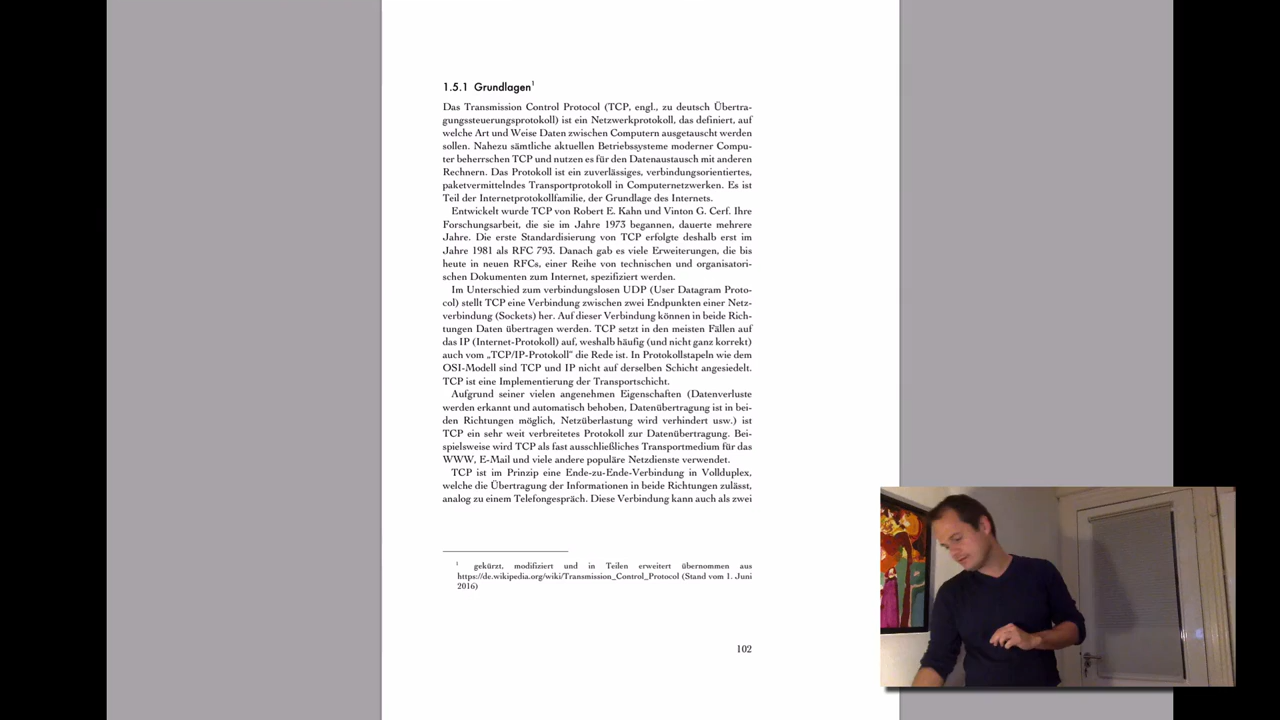 1.5.1 Grundlagen1
Das Transmission Control Protocol (TCP, engl., zu deutsch Übertra-
gungssteuerungsprotokoll) ist ein Netzwerkprotokoll, das definiert, auf
welche Art und Weise Daten zwischen Computern ausgetauscht werden
sollen. Nahezu sämtliche aktuellen Betriebssysteme moderner Compu-
ter beherrschen TCP und nutzen es für den Datenaustausch mit anderen
Rechnern. Das Protokoll ist ein zuverlässiges, verbindungsorientiertes,
paketvermittelndes Transportprotokoll in Computernetzwerken. Es ist
Teil der Internetprotokollfamilie, der Grundlage des Internets.
Entwickelt wurde TCP von Robert E. Kahn und Vinton G. Cerf. Ihre
Forschungsarbeit, die sie im Jahre 1973 begannen, dauerte mehrere
Jahre. Die erste Standardisierung von TCP erfolgte deshalb erst im
Jahre 1981 als RFC 793. Danach gab es viele Erweiterungen, die bis
heute in neuen RFCs, einer Reihe von technischen und organisatori-
schen Dokumenten zum Internet, spezifiziert werden.
Im Unterschied zum verbindungslosen UDP (User Datagram Proto-
col) stellt TCP eine Verbindung zwischen zwei Endpunkten einer Netz-
verbindung (Sockets) her. Auf dieser Verbindung können in beide Rich-
tungen Daten übertragen werden. TCP setzt in den meisten Fällen auf
das IP (Internet-Protokoll) auf, weshalb häufig (und nicht ganz korrekt)
auch vom „TCP/IP-Protokoll“ die Rede ist. In Protokollstapeln wie dem
OSI-Modell sind TCP und IP nicht auf derselben Schicht angesiedelt.
TCP ist eine Implementierung der Transportschicht.
Aufgrund seiner vielen angenehmen Eigenschaften (Datenverluste
werden erkannt und automatisch behoben, Datenübertragung ist in bei-
den Richtungen möglich, Netzüberlastung wird verhindert usw.) ist
TCP ein sehr weit verbreitetes Protokoll zur Datenübertragung. Bei-
spielsweise wird TCP als fast ausschließliches Transportmedium für das
WWW, E-Mail und viele andere populäre Netzdienste verwendet.
TCP ist im Prinzip eine Ende-zu-Ende-Verbindung in Vollduplex,
welche die Übertragung der Informationen in beide Richtungen zulässt,
analog zu einem Telefongespräch. Diese Verbindung kann auch als zwei
1 gekürzt, modifiziert und in Teilen erweitert übernommen aus
https://de.wikipedia.org/wiki/Transmission_Control_Protocol (Stand vom 1. Juni
2016)
102